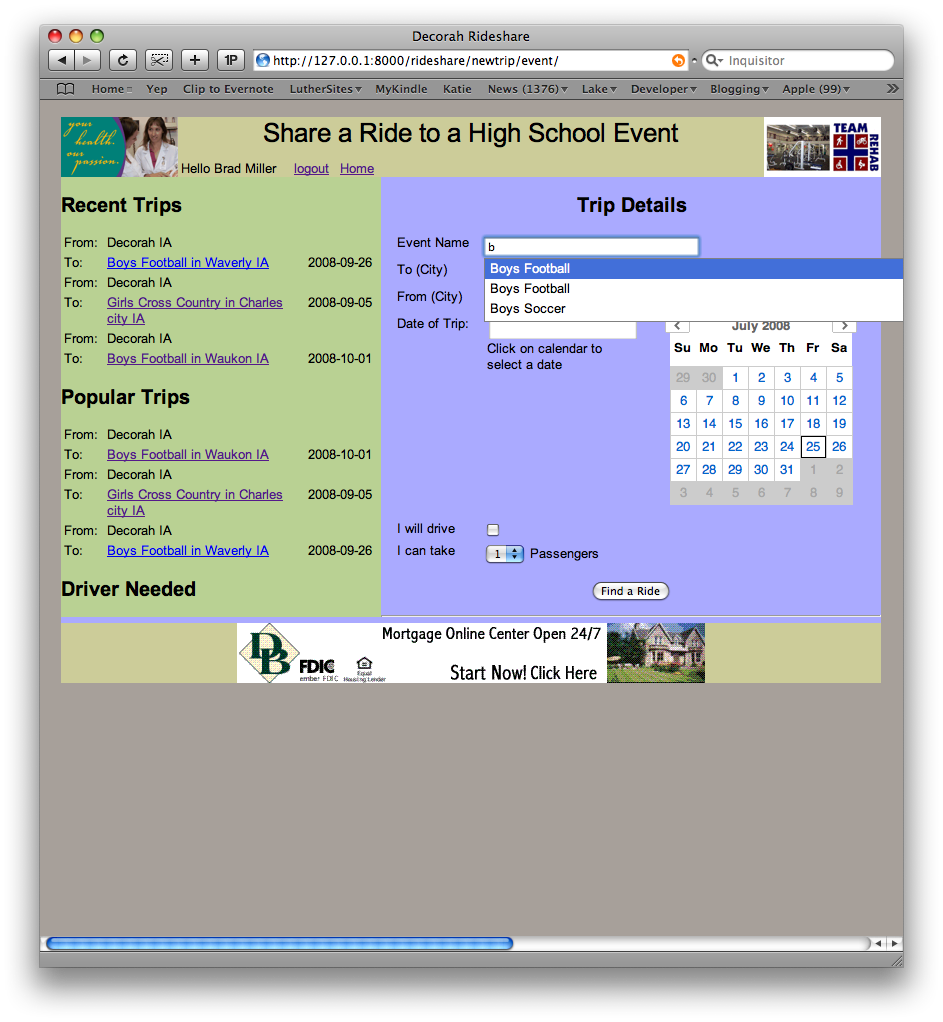 Decorah Rideshare
1P http://127.0.0.1:8000/rideshare/newtrip/event/ Inquisitor
Home Yep Clip to Evernote LutherSites MyKindle Katie News (1376) Lake Developer Blogging Apple (99)
your health. our passion.
Share a Ride to a High School Event
Hello Brad Miller logout Home
TEAM REHAB
Recent Trips
From: Decorah IA
To: Boys Football in Waverly IA 2008-09-26
From: Decorah IA
To: Girls Cross Country in Charles city IA 2008-09-05
From: Decorah IA
To: Boys Football in Waukon IA 2008-10-01
Popular Trips
From: Decorah IA
To: Boys Football in Waukon IA 2008-10-01
From: Decorah IA
To: Girls Cross Country in Charles city IA 2008-09-05
From: Decorah IA
To: Boys Football in Waverly IA 2008-09-26
Driver Needed
Trip Details
Event Name b
Boys Football
Boys Football
Boys Soccer
To (City)
From (City)
Date of Trip:
Click on calendar to
select a date
July 2008
Su Mo Tu We Th Fr Sa
29 30 1 2 3 4 5
6 7 8 9 10 11 12
13 14 15 16 17 18 19
20 21 22 23 24 25 26
27 28 29 30 31 1 2
3 4 5 6 7 8 9
I will drive
I can take 1 Passengers
Find a Ride
DB FDIC
ember FDIC Equal Housing Lender
Mortgage Online Center Open 24/7
Start Now! Click Here